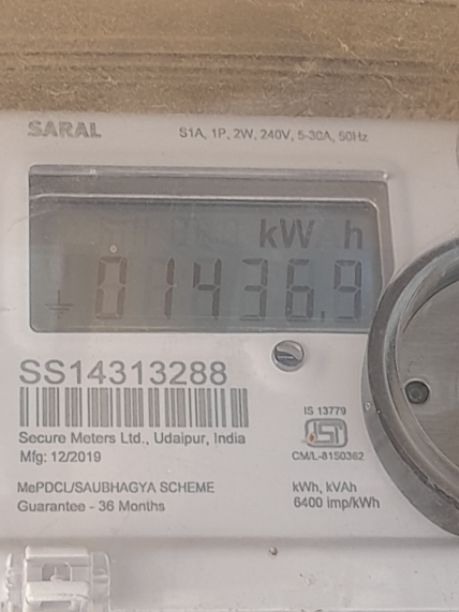 SARAL
S1A, 1P, 2W, 240V, 5-30A, 50Hz
kW h
01436.9
SS14313288
Secure Meters Ltd., Udaipur, India
Mfg: 12/2019
IS 13779
ISI
CM/L-8150362
MePDCL/SAUBHAGYA SCHEME
Guarantee - 36 Months
kWh, kVAh
6400 imp/kWh